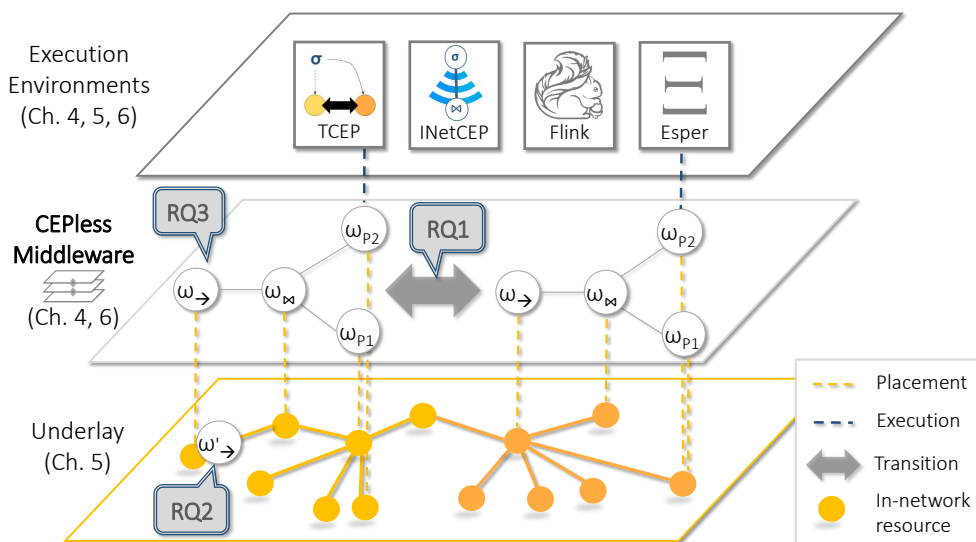 Execution
Environments
(Ch. 4, 5, 6)
σ
TCEP
σ
⋈
INetCEP
Flink
Ξ
Esper
CEPless
Middleware
(Ch. 4, 6)
RQ3
RQ1
ωP2
ωP2
ω→
ω⋈
ω→
ω⋈
ωP1
ωP1
Underlay
(Ch. 5)
ω'→
RQ2
Placement
Execution
Transition
In-network
resource